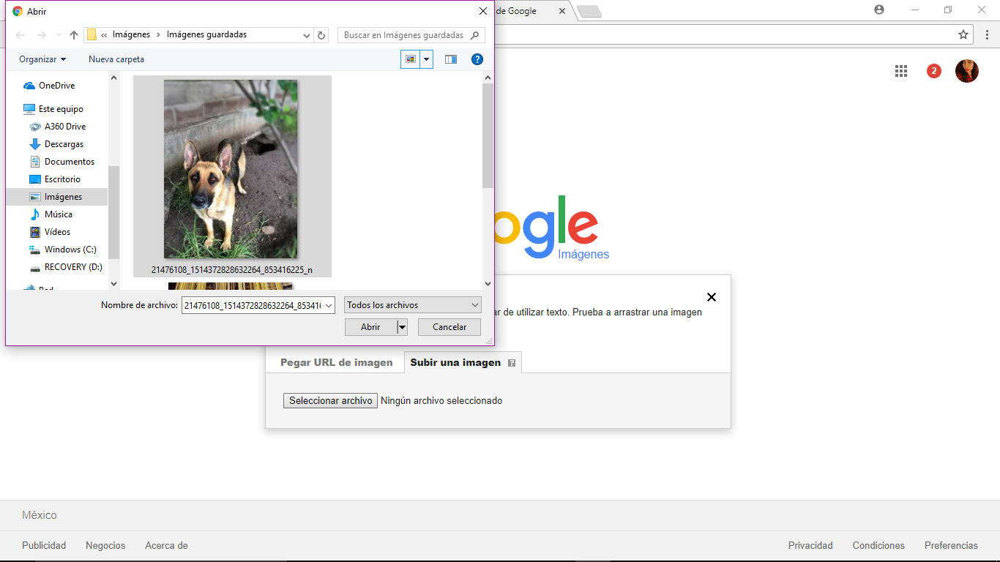 Abrir
de Google
Imágenes
Imágenes guardadas
Buscar en Imágenes guardadas
Organizar
Nueva carpeta
OneDrive
Este equipo
A360 Drive
Descargas
Documentos
Escritorio
Imágenes
Música
Vídeos
Windows (C:)
RECOVERY (D:)
21476108_1514372828632264_853416225_n
Nombre de archivo:
21476108_1514372828632264_85341
Todos los archivos
Abrir
Cancelar
2
ogle
Imágenes
ar de utilizar texto. Prueba a arrastrar una imagen
Pegar URL de imagen
Subir una imagen ?
Seleccionar archivo
Ningún archivo seleccionado
México
Publicidad
Negocios
Acerca de
Privacidad
Condiciones
Preferencias